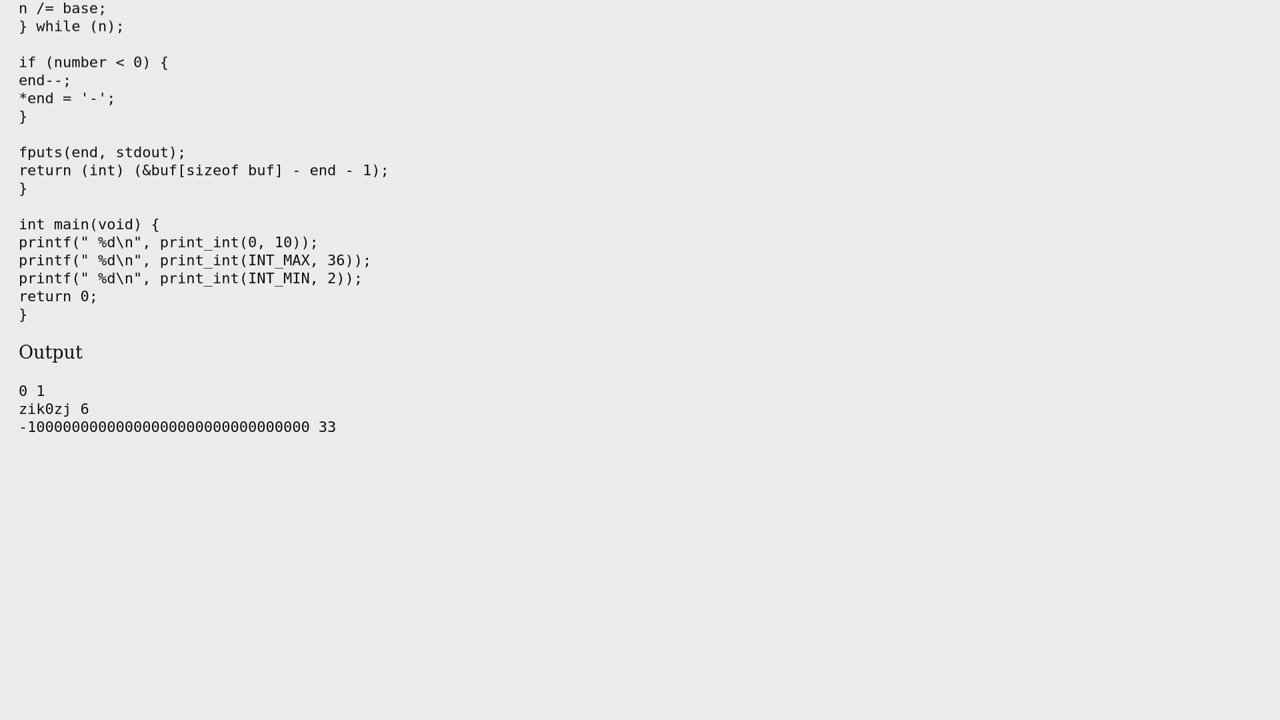 n /= base;
} while (n);
if (number < 0) {
end--;
*end = '-';
}
fputs(end, stdout);
return (int) (&buf[sizeof buf] - end - 1);
}
int main(void) {
printf(" %d\n", print_int(0, 10));
printf(" %d\n", print_int(INT_MAX, 36));
printf(" %d\n", print_int(INT_MIN, 2));
return 0;
}
Output
0 1
zik0zj 6
-10000000000000000000000000000000 33